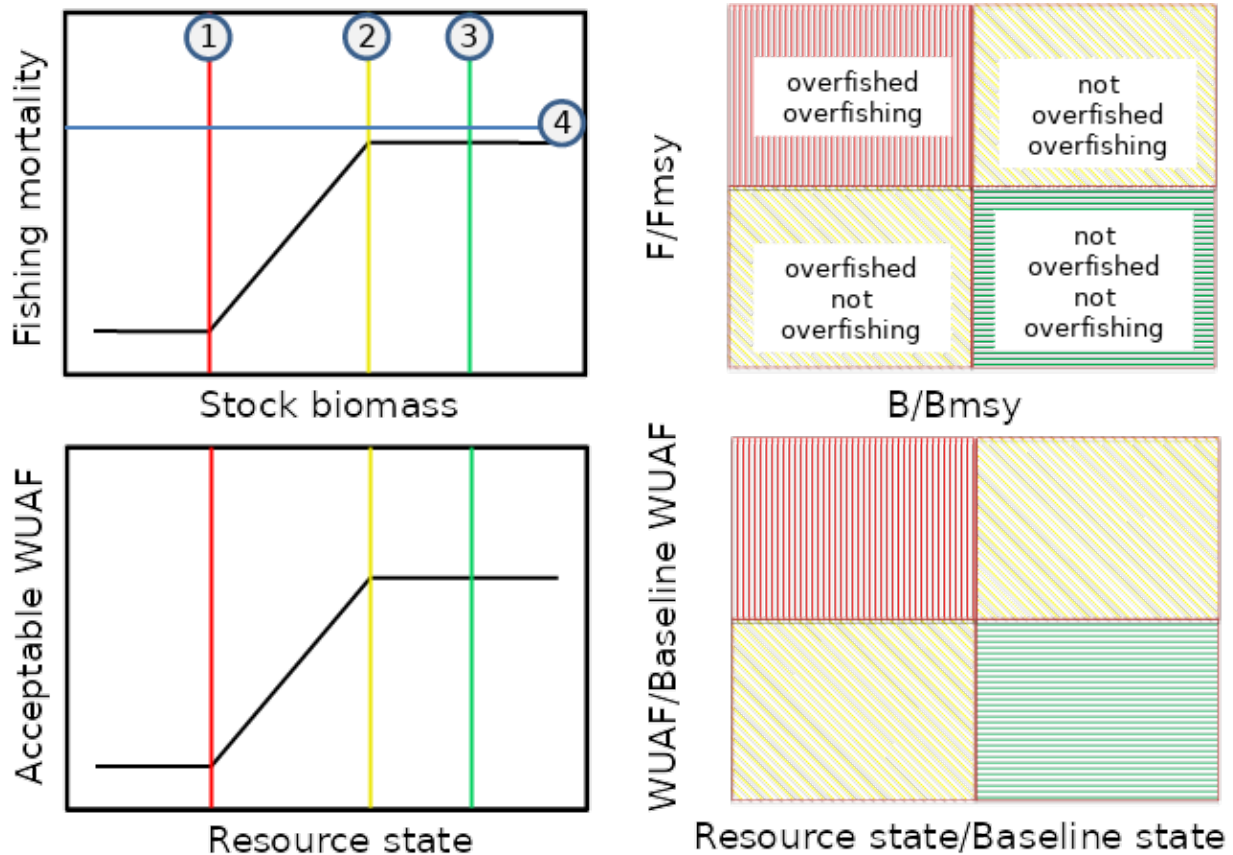 1
2
3
4
Fishing mortality
Stock biomass
overfished
overfishing
not
overfished
overfishing
overfished
not
overfishing
not
overfished
not
overfishing
F/Fmsy
B/Bmsy
Acceptable WUAF
Resource state
WUAF/Baseline WUAF
Resource state/Baseline state